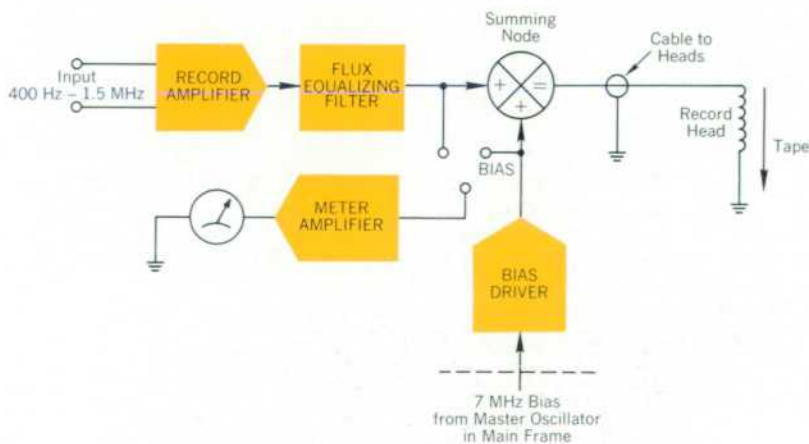 Summing
Node
Cable to
Heads
Input
400 Hz – 1.5 MHz
RECORD
AMPLIFIER
FLUX
EQUALIZING
FILTER
+
=
+
Record
Head
Tape
BIAS
METER
AMPLIFIER
BIAS
DRIVER
7 MHz Bias
from Master Oscillator
in Main Frame